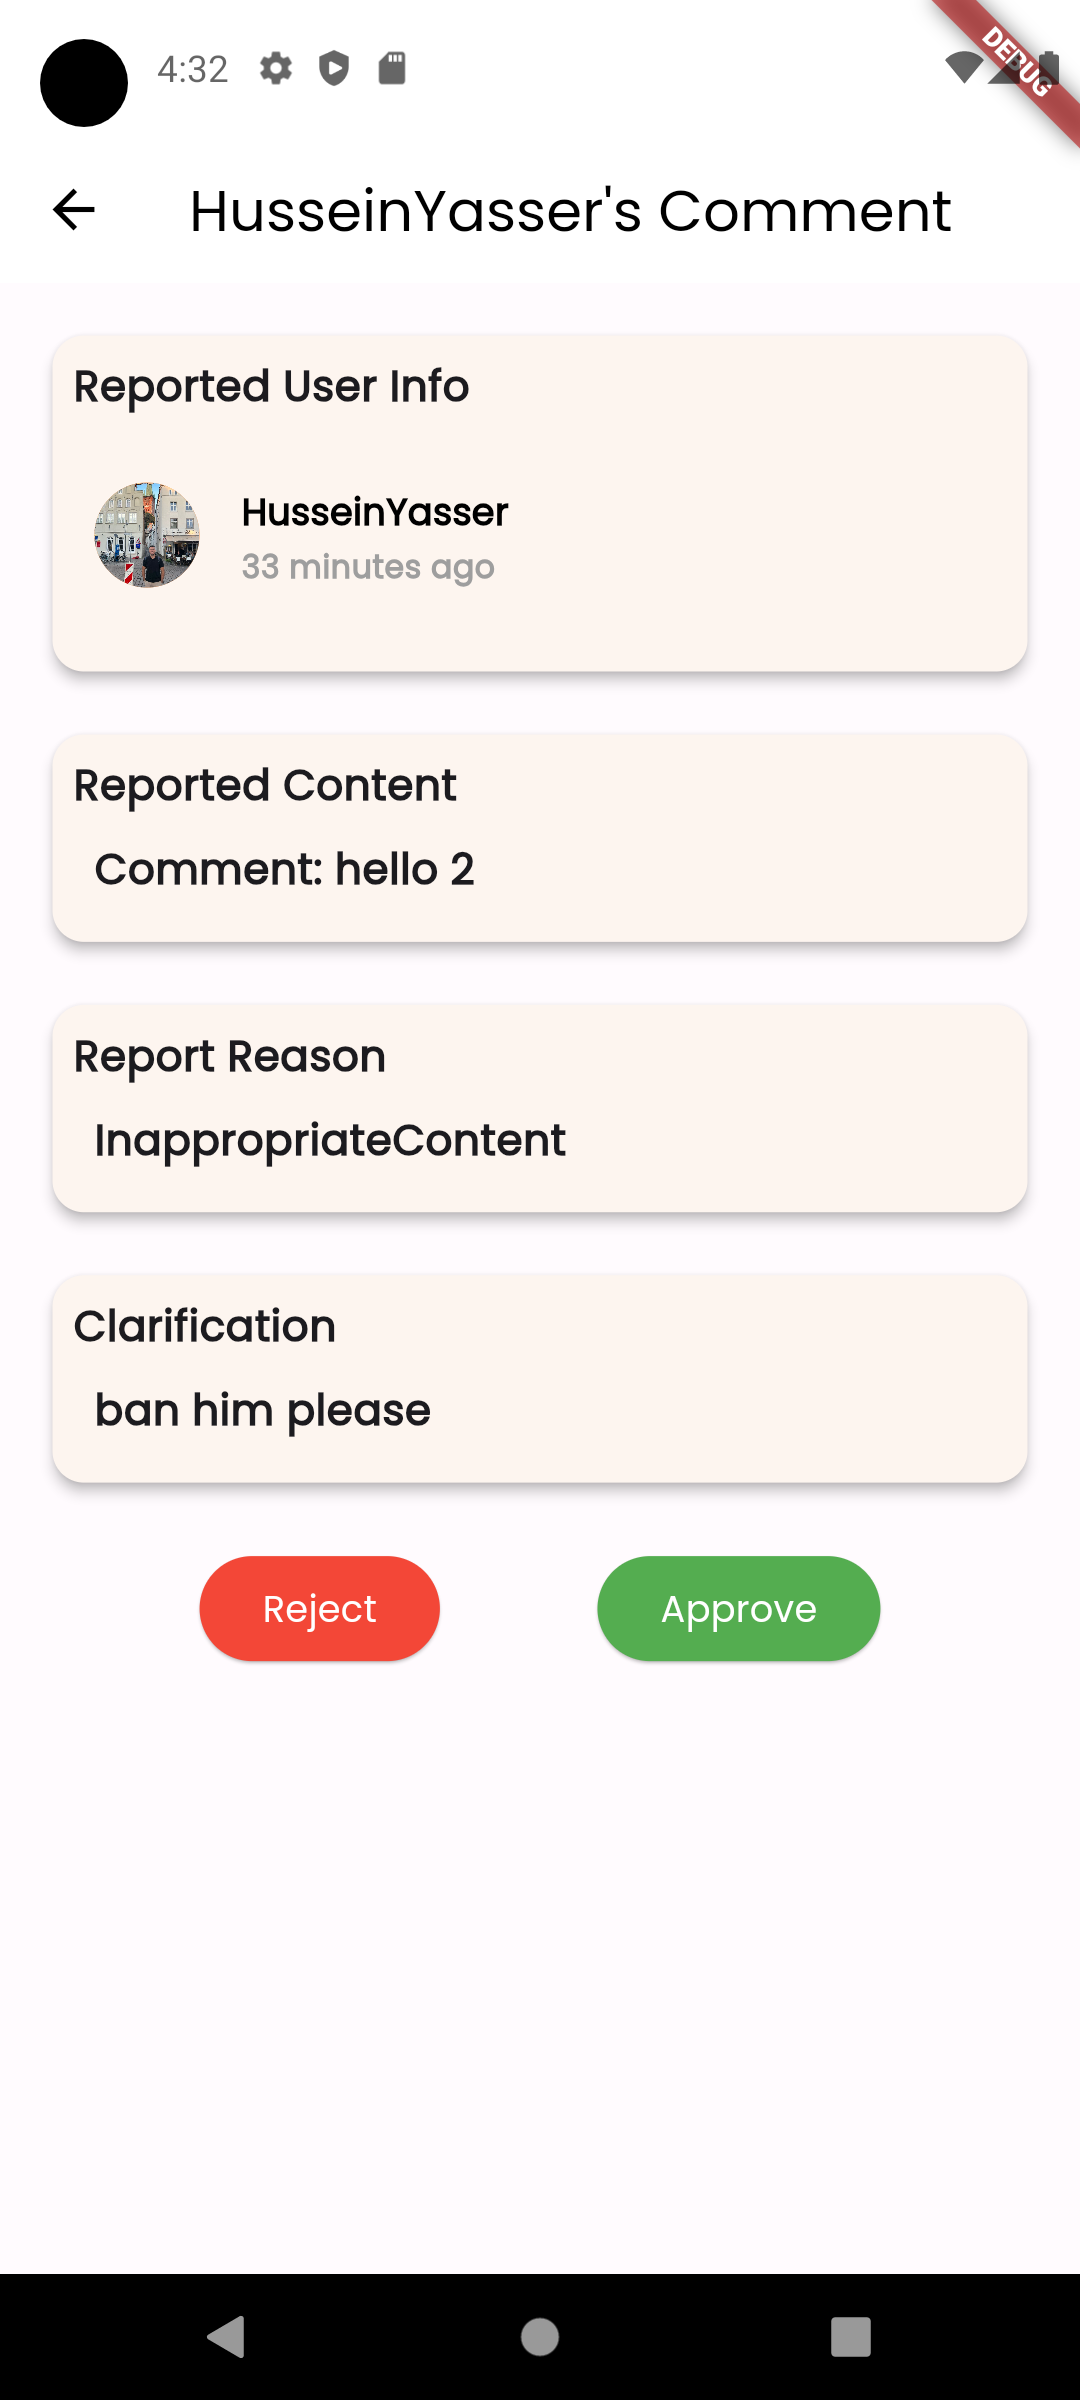 4:32
DEBUG
HusseinYasser's Comment
Reported User Info
HusseinYasser
33 minutes ago
Reported Content
Comment: hello 2
Report Reason
InappropriateContent
Clarification
ban him please
Reject
Approve